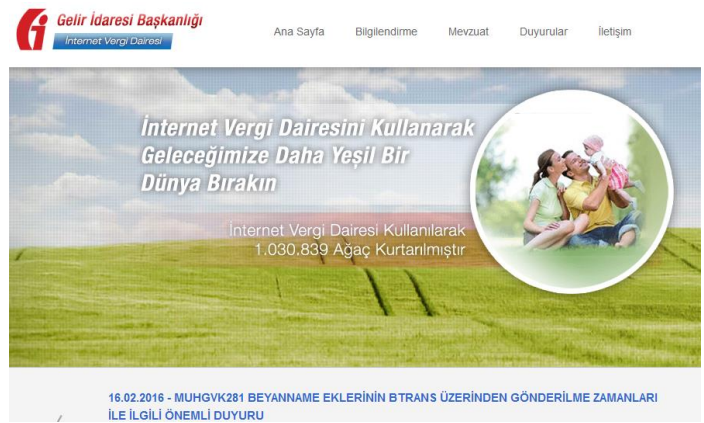 Gelir İdaresi Başkanlığı
İnternet Vergi Dairesi
Ana Sayfa Bilgilendirme Mevzuat Duyurular İletişim
İnternet Vergi Dairesini Kullanarak
Geleceğimize Daha Yeşil Bir
Dünya Bırakın
İnternet Vergi Dairesi Kullanılarak
1.030.839 Ağaç Kurtarılmıştır
16.02.2016 - MUHGVK281 BEYANNAME EKLERİNİN BTRANS ÜZERİNDEN GÖNDERİLME ZAMANLARI
İLE İLGİLİ ÖNEMLİ DUYURU